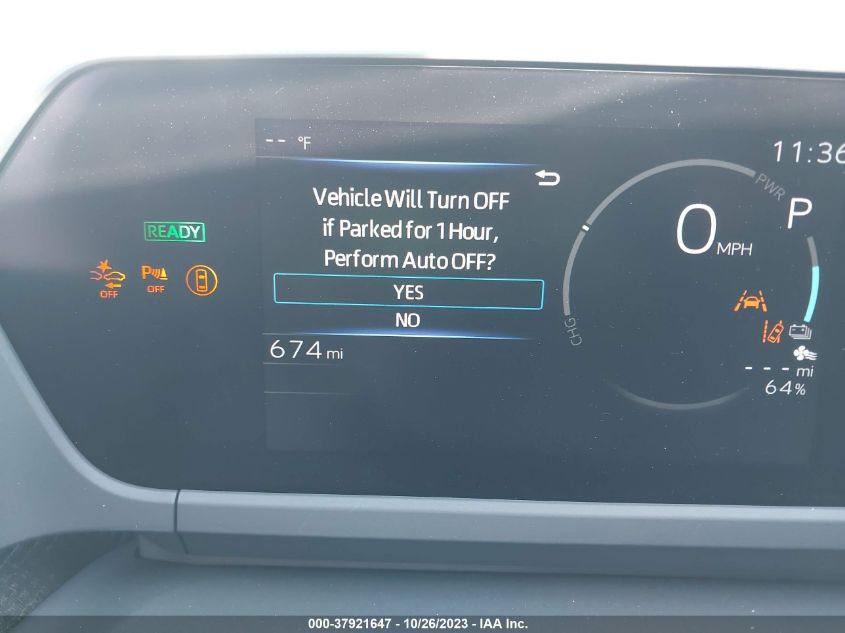 -- °F
11:36
Vehicle Will Turn OFF
if Parked for 1 Hour,
Perform Auto OFF?
YES
NO
READY
OFF
P OFF
674 mi
PWR
P
0 MPH
CHG
--- mi
64%
000-37921647 - 10/26/2023 - IAA Inc.